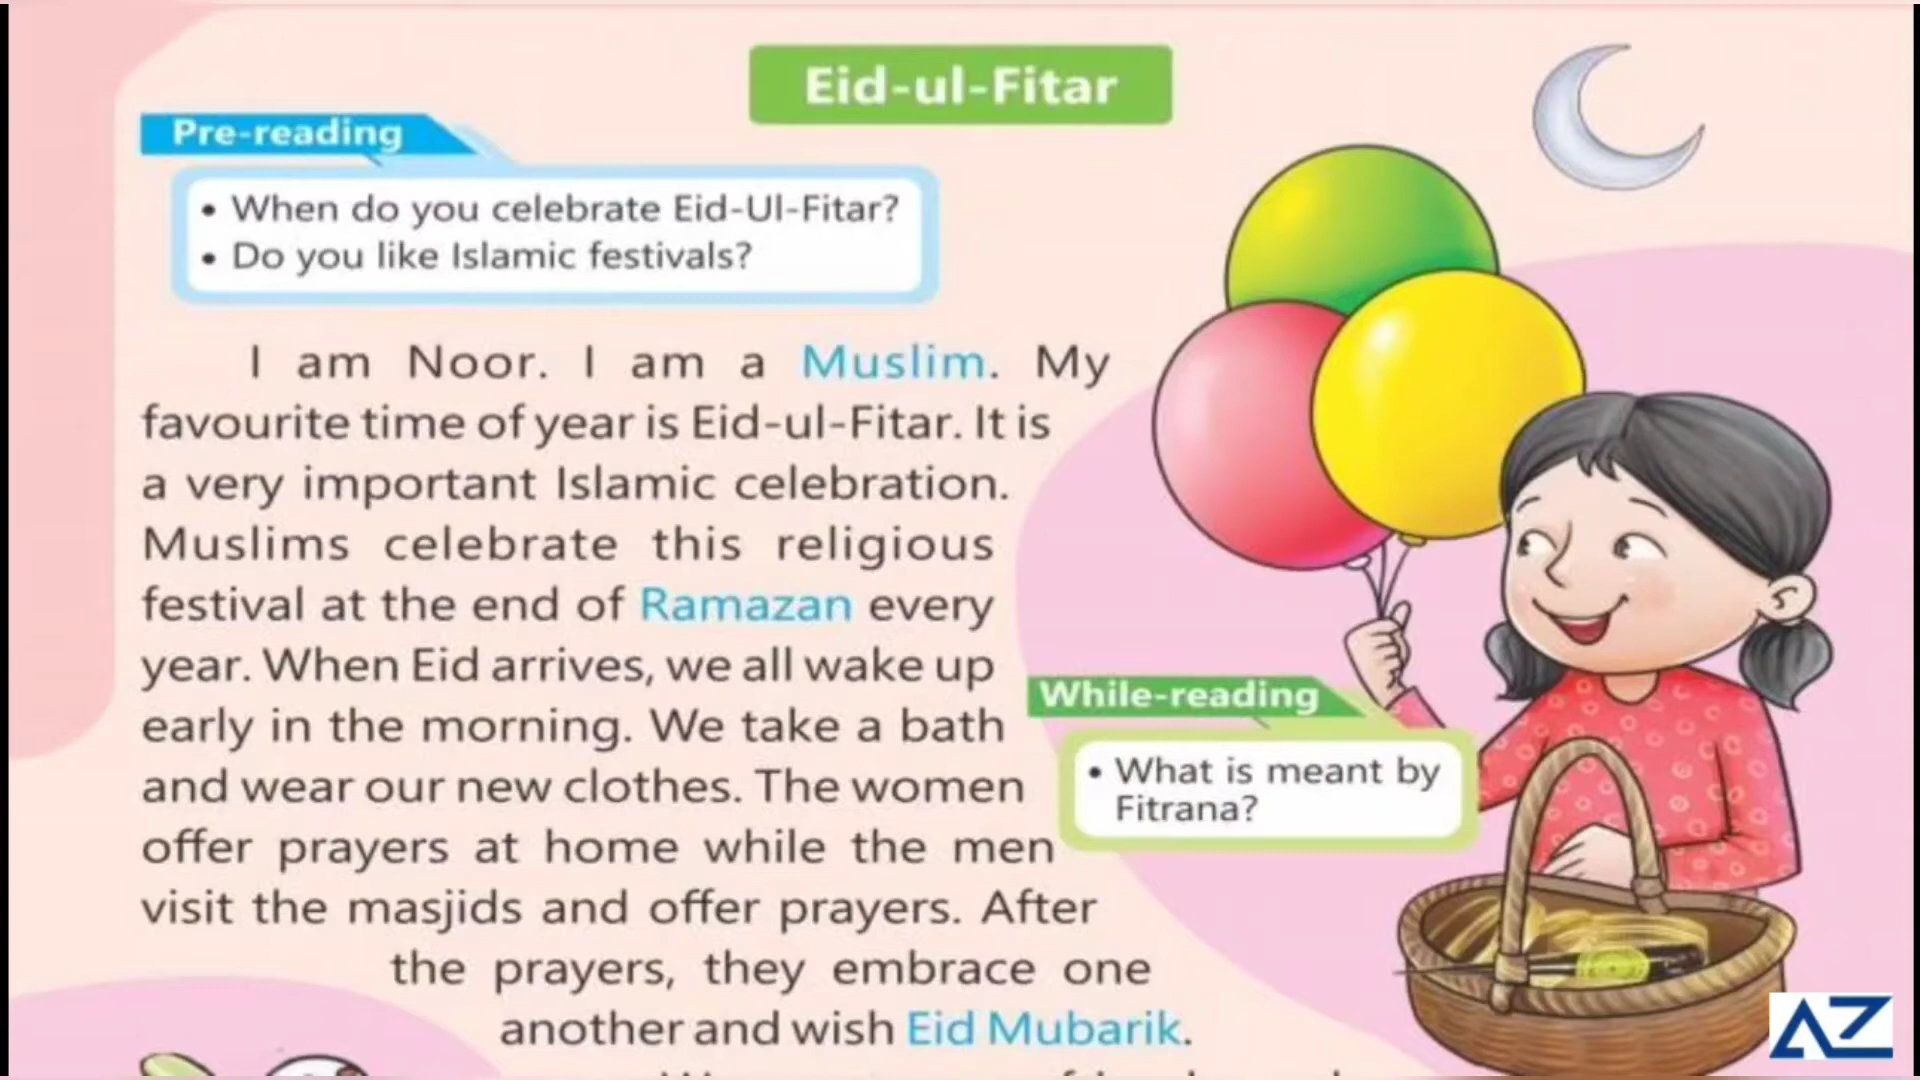 Eid-ul-Fitar
Pre-reading
• When do you celebrate Eid-Ul-Fitar?
• Do you like Islamic festivals?
I am Noor. I am a Muslim. My
favourite time of year is Eid-ul-Fitar. It is
a very important Islamic celebration.
Muslims celebrate this religious
festival at the end of Ramazan every
year. When Eid arrives, we all wake up
early in the morning. We take a bath
and wear our new clothes. The women
offer prayers at home while the men
visit the masjids and offer prayers. After
the prayers, they embrace one
another and wish Eid Mubarik.
While-reading
• What is meant by
Fitrana?
AZ